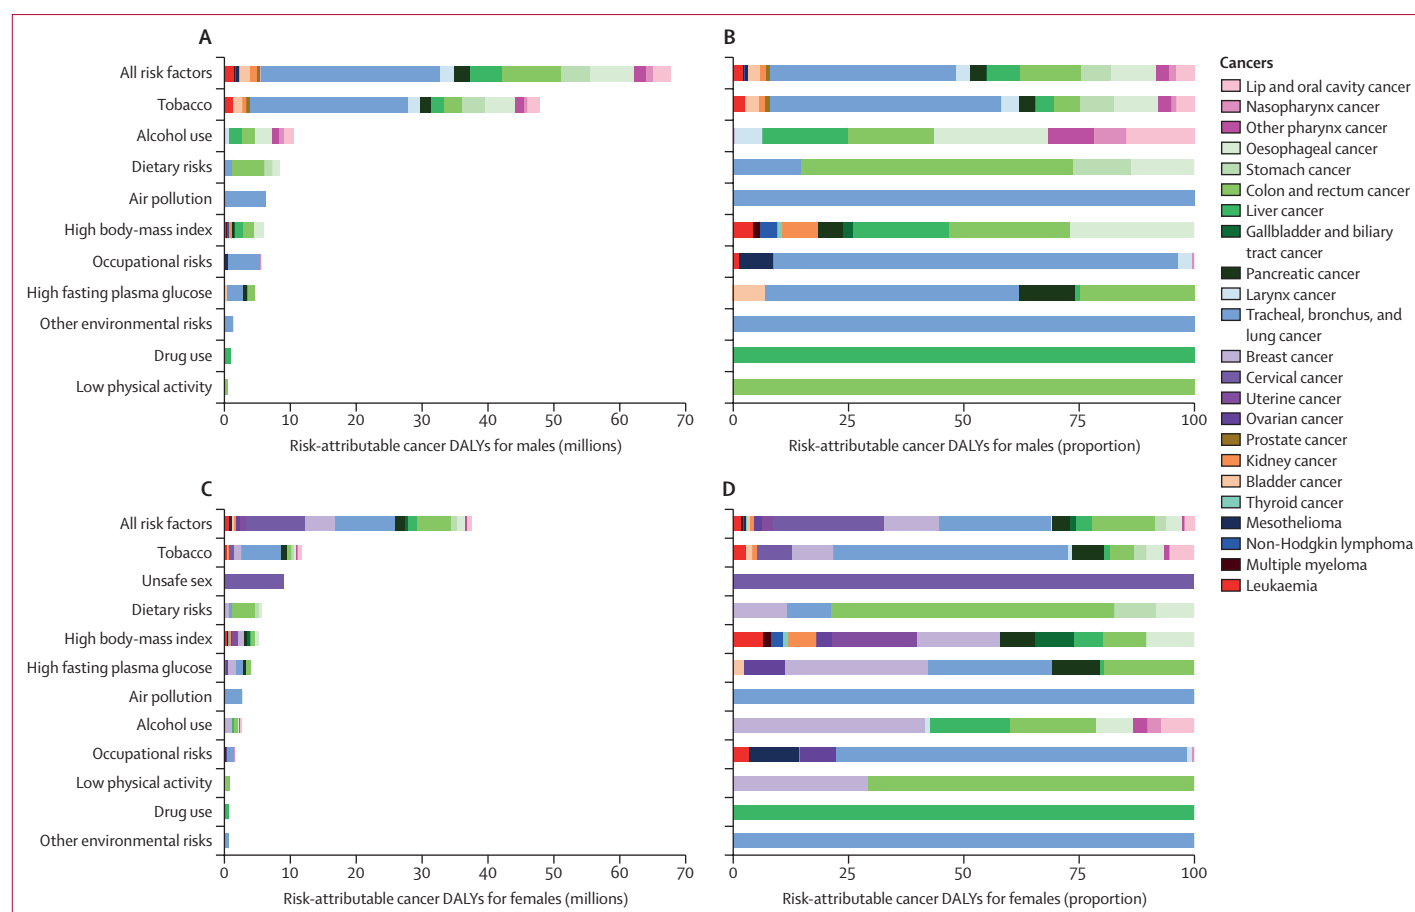 A
All risk factors
Tobacco
Alcohol use
Dietary risks
Air pollution
High body-mass index
Occupational risks
High fasting plasma glucose
Other environmental risks
Drug use
Low physical activity
0 10 20 30 40 50 60 70
Risk-attributable cancer DALYs for males (millions)
B
0 25 50 75 100
Risk-attributable cancer DALYs for males (proportion)
Cancers
Lip and oral cavity cancer
Nasopharynx cancer
Other pharynx cancer
Oesophageal cancer
Stomach cancer
Colon and rectum cancer
Liver cancer
Gallbladder and biliary
tract cancer
Pancreatic cancer
Larynx cancer
Tracheal, bronchus, and
lung cancer
Breast cancer
Cervical cancer
Uterine cancer
Ovarian cancer
Prostate cancer
Kidney cancer
Bladder cancer
Thyroid cancer
Mesothelioma
Non-Hodgkin lymphoma
Multiple myeloma
Leukaemia
C
All risk factors
Tobacco
Unsafe sex
Dietary risks
High body-mass index
High fasting plasma glucose
Air pollution
Alcohol use
Occupational risks
Low physical activity
Drug use
Other environmental risks
0 10 20 30 40 50 60 70
Risk-attributable cancer DALYs for females (millions)
D
0 25 50 75 100
Risk-attributable cancer DALYs for females (proportion)